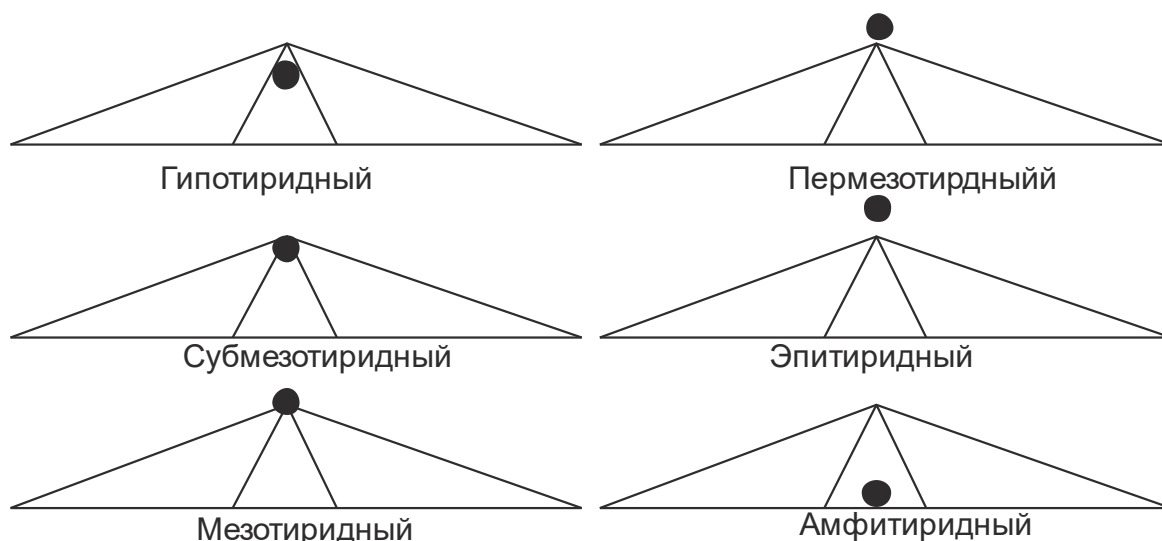 Гипотиридный
Пермезотирдныйй
Субмезотиридный
Эпитиридный
Мезотиридный
Амфитиридный